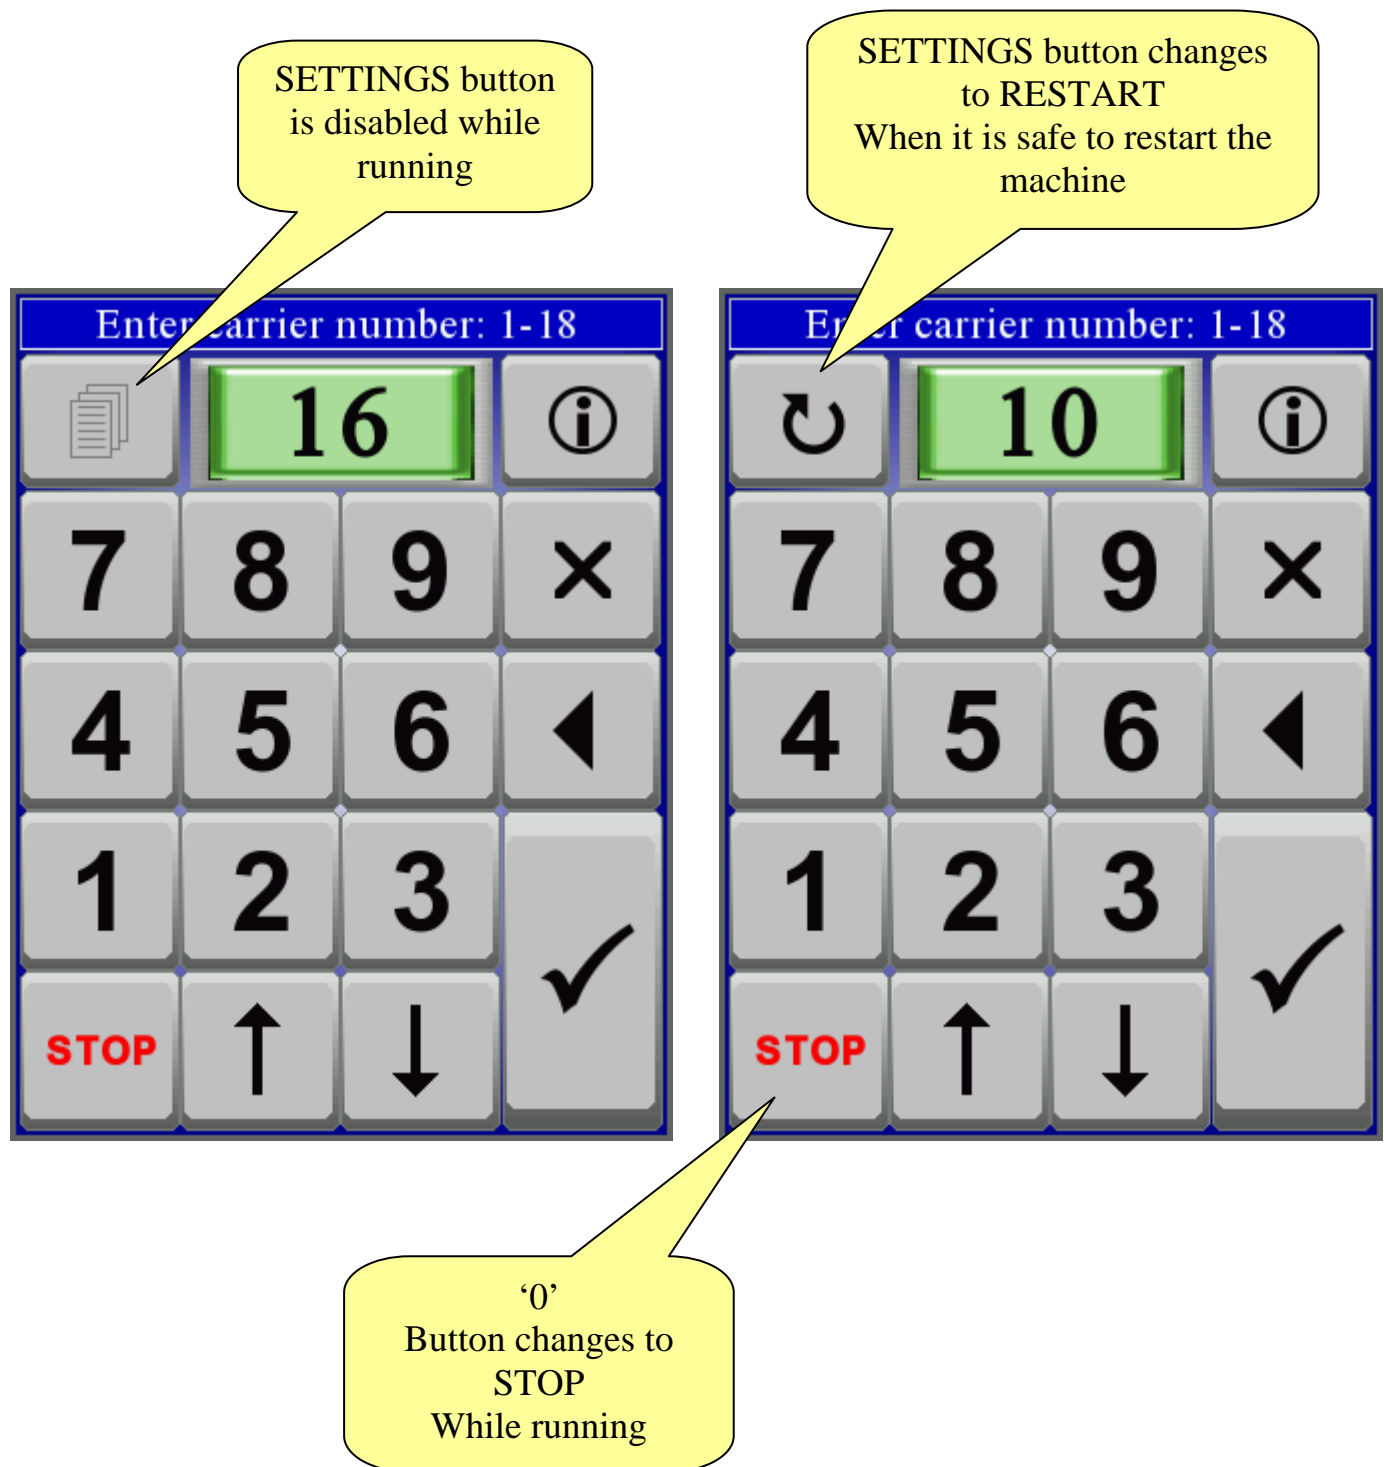 SETTINGS button
is disabled while
running
SETTINGS button changes
to RESTART
When it is safe to restart the
machine
Enter carrier number: 1-18
16
7 8 9
4 5 6
1 2 3
STOP
Enter carrier number: 1-18
10
7 8 9
4 5 6
1 2 3
STOP
‘0’
Button changes to
STOP
While running